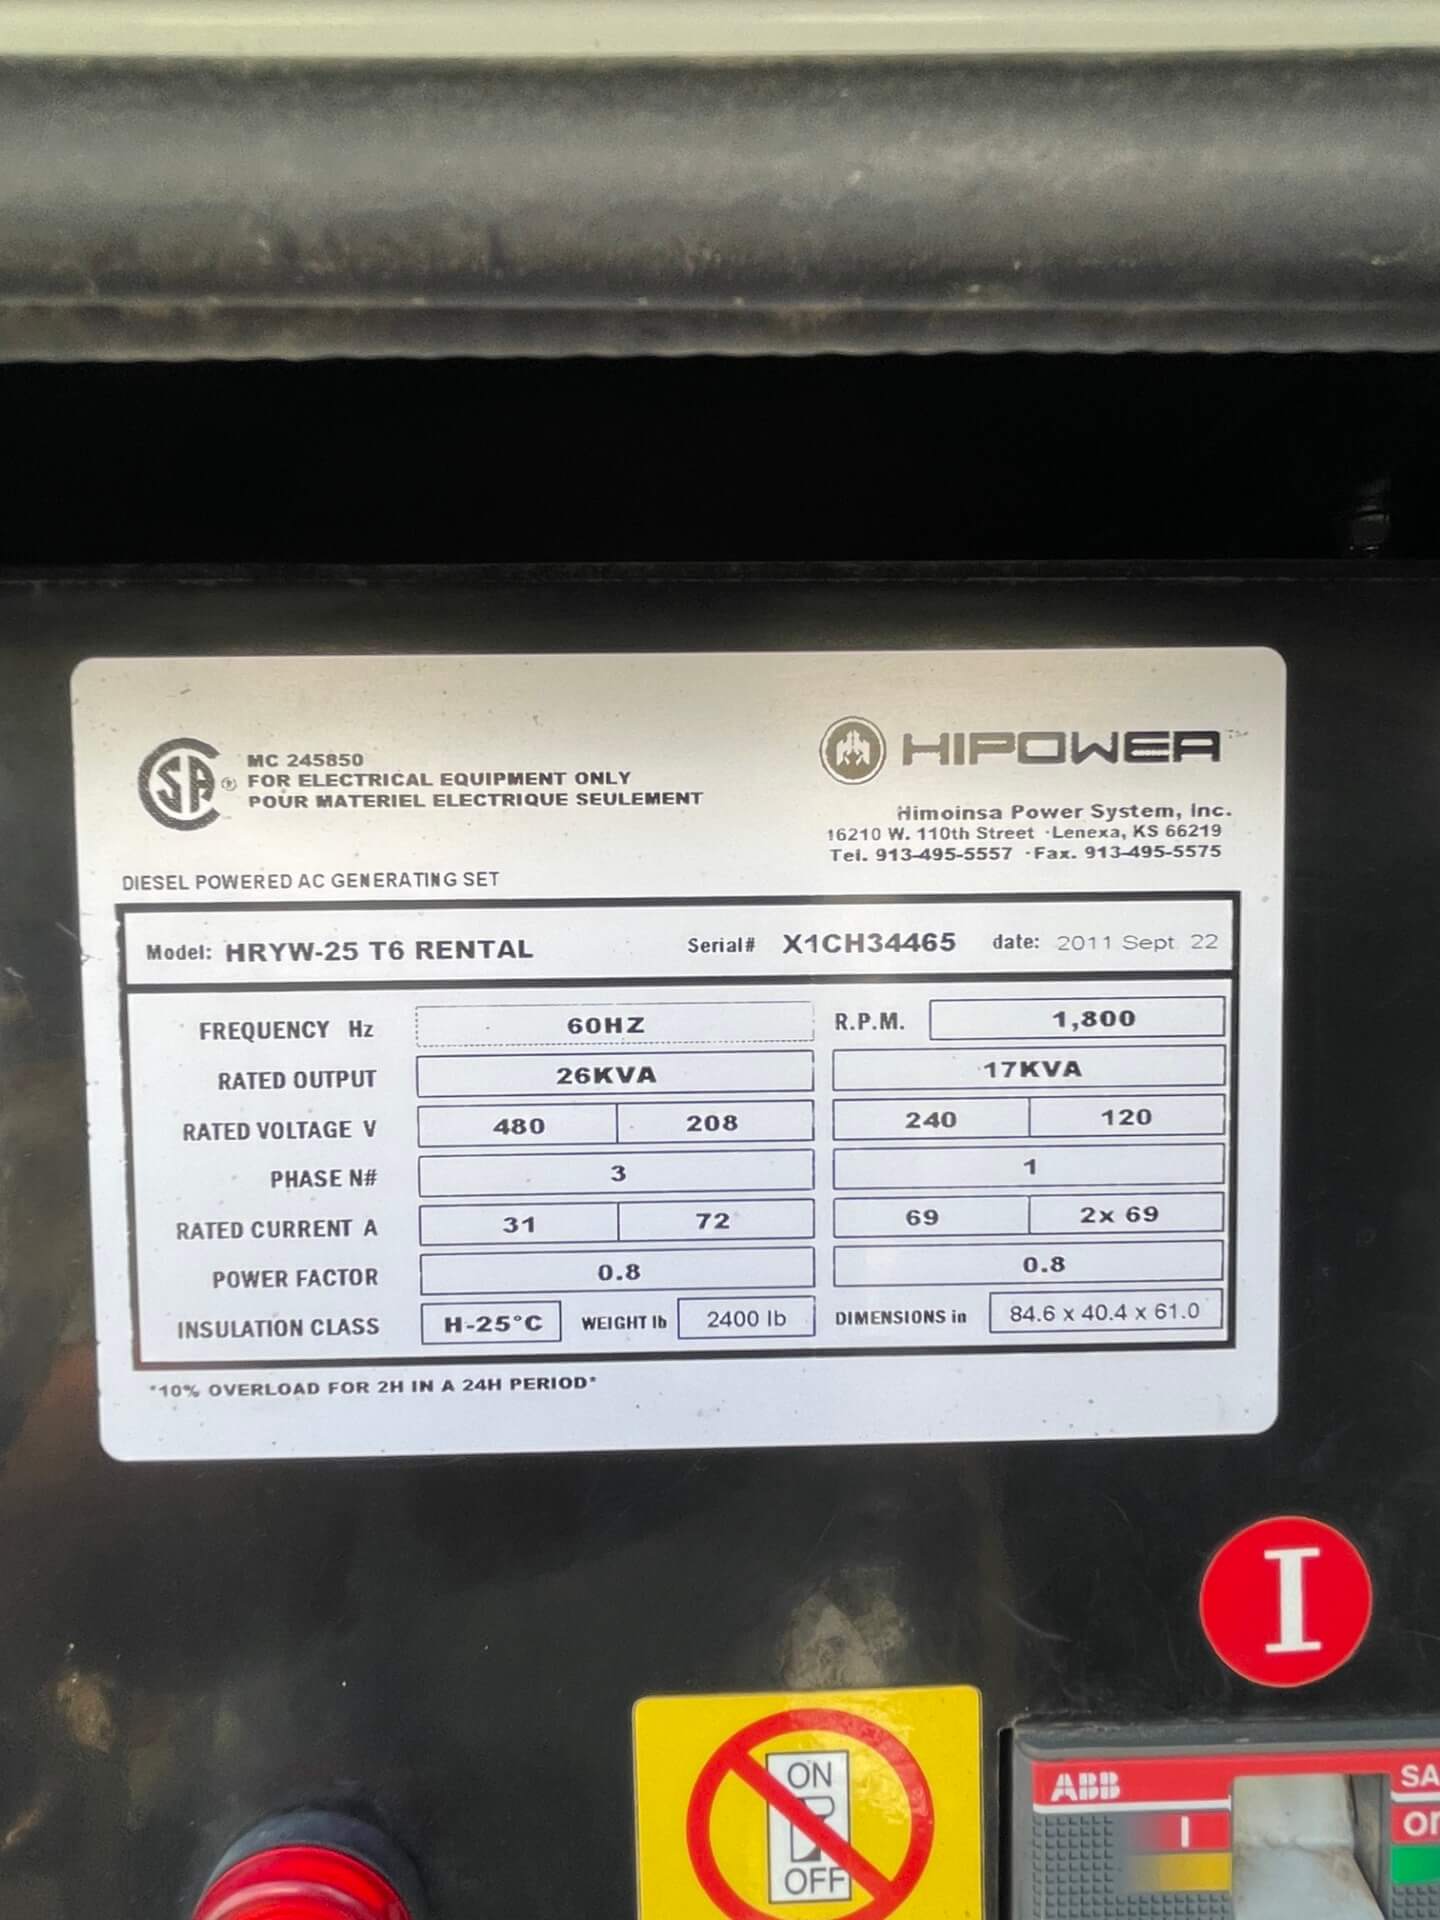 MC 245850
FOR ELECTRICAL EQUIPMENT ONLY
POUR MATERIEL ELECTRIQUE SEULEMENT
HIPOWER™
Himoinsa Power System, Inc.
16210 W. 110th Street · Lenexa, KS 66219
Tel. 913-495-5557 · Fax. 913-495-5575
DIESEL POWERED AC GENERATING SET
Model: HRYW-25 T6 RENTAL Serial# X1CH34465 date: 2011 Sept 22
FREQUENCY Hz 60HZ R.P.M. 1,800
RATED OUTPUT 26KVA 17KVA
RATED VOLTAGE V 480 208 240 120
PHASE N# 3 1
RATED CURRENT A 31 72 69 2x 69
POWER FACTOR 0.8 0.8
INSULATION CLASS H-25°C WEIGHT lb 2400 lb DIMENSIONS in 84.6 x 40.4 x 61.0
*10% OVERLOAD FOR 2H IN A 24H PERIOD*
I
ON
OFF
ABB
I